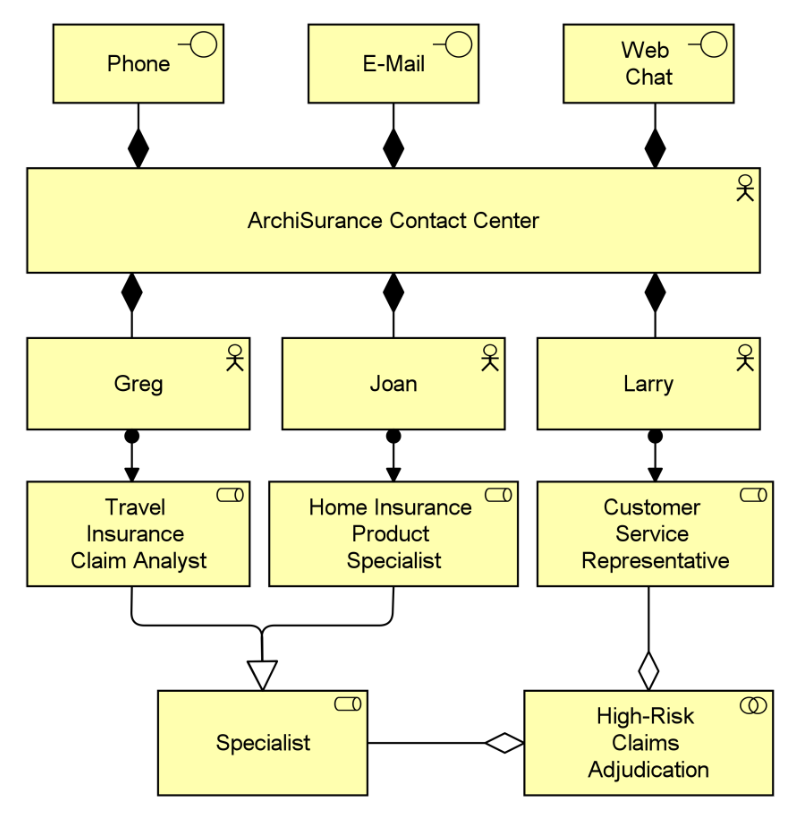 Phone
E-Mail
Web
Chat
ArchiSurance Contact Center
Greg
Joan
Larry
Travel
Insurance
Claim Analyst
Home Insurance
Product
Specialist
Customer
Service
Representative
Specialist
High-Risk
Claims
Adjudication